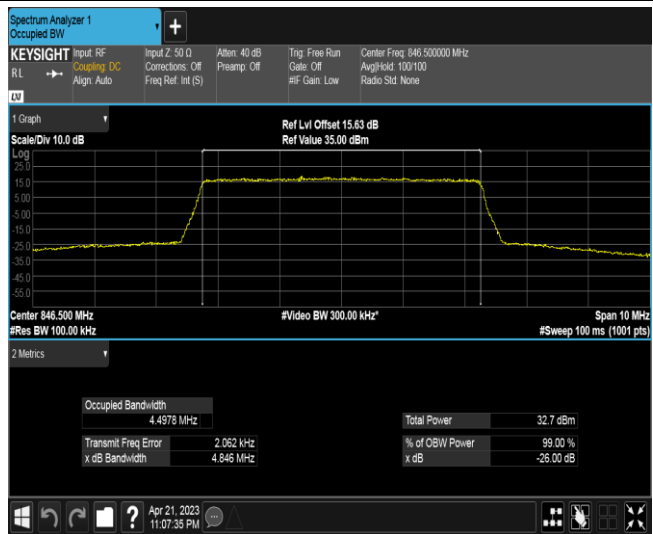 Spectrum Analyzer 1
Occupied BW
+
KEYSIGHT
RL
LXI
Input: RF
Coupling: DC
Align: Auto
Input Z: 50 Ω
Corrections: Off
Freq Ref: Int (S)
Atten: 40 dB
Preamp: Off
Trig: Free Run
Gate: Off
#IF Gain: Low
Center Freq: 846.500000 MHz
Avg|Hold: 100/100
Radio Std: None
1 Graph
Scale/Div 10.0 dB
Ref Lvl Offset 15.63 dB
Ref Value 35.00 dBm
Log
25.0
15.0
5.00
-5.00
-15.0
-25.0
-35.0
-45.0
-55.0
Center 846.500 MHz
#Res BW 100.00 kHz
#Video BW 300.00 kHz*
Span 10 MHz
#Sweep 100 ms (1001 pts)
2 Metrics
Occupied Bandwidth
4.4978 MHz
Transmit Freq Error 2.062 kHz
x dB Bandwidth 4.846 MHz
Total Power 32.7 dBm
% of OBW Power 99.00 %
x dB -26.00 dB
?
Apr 21, 2023
11:07:35 PM